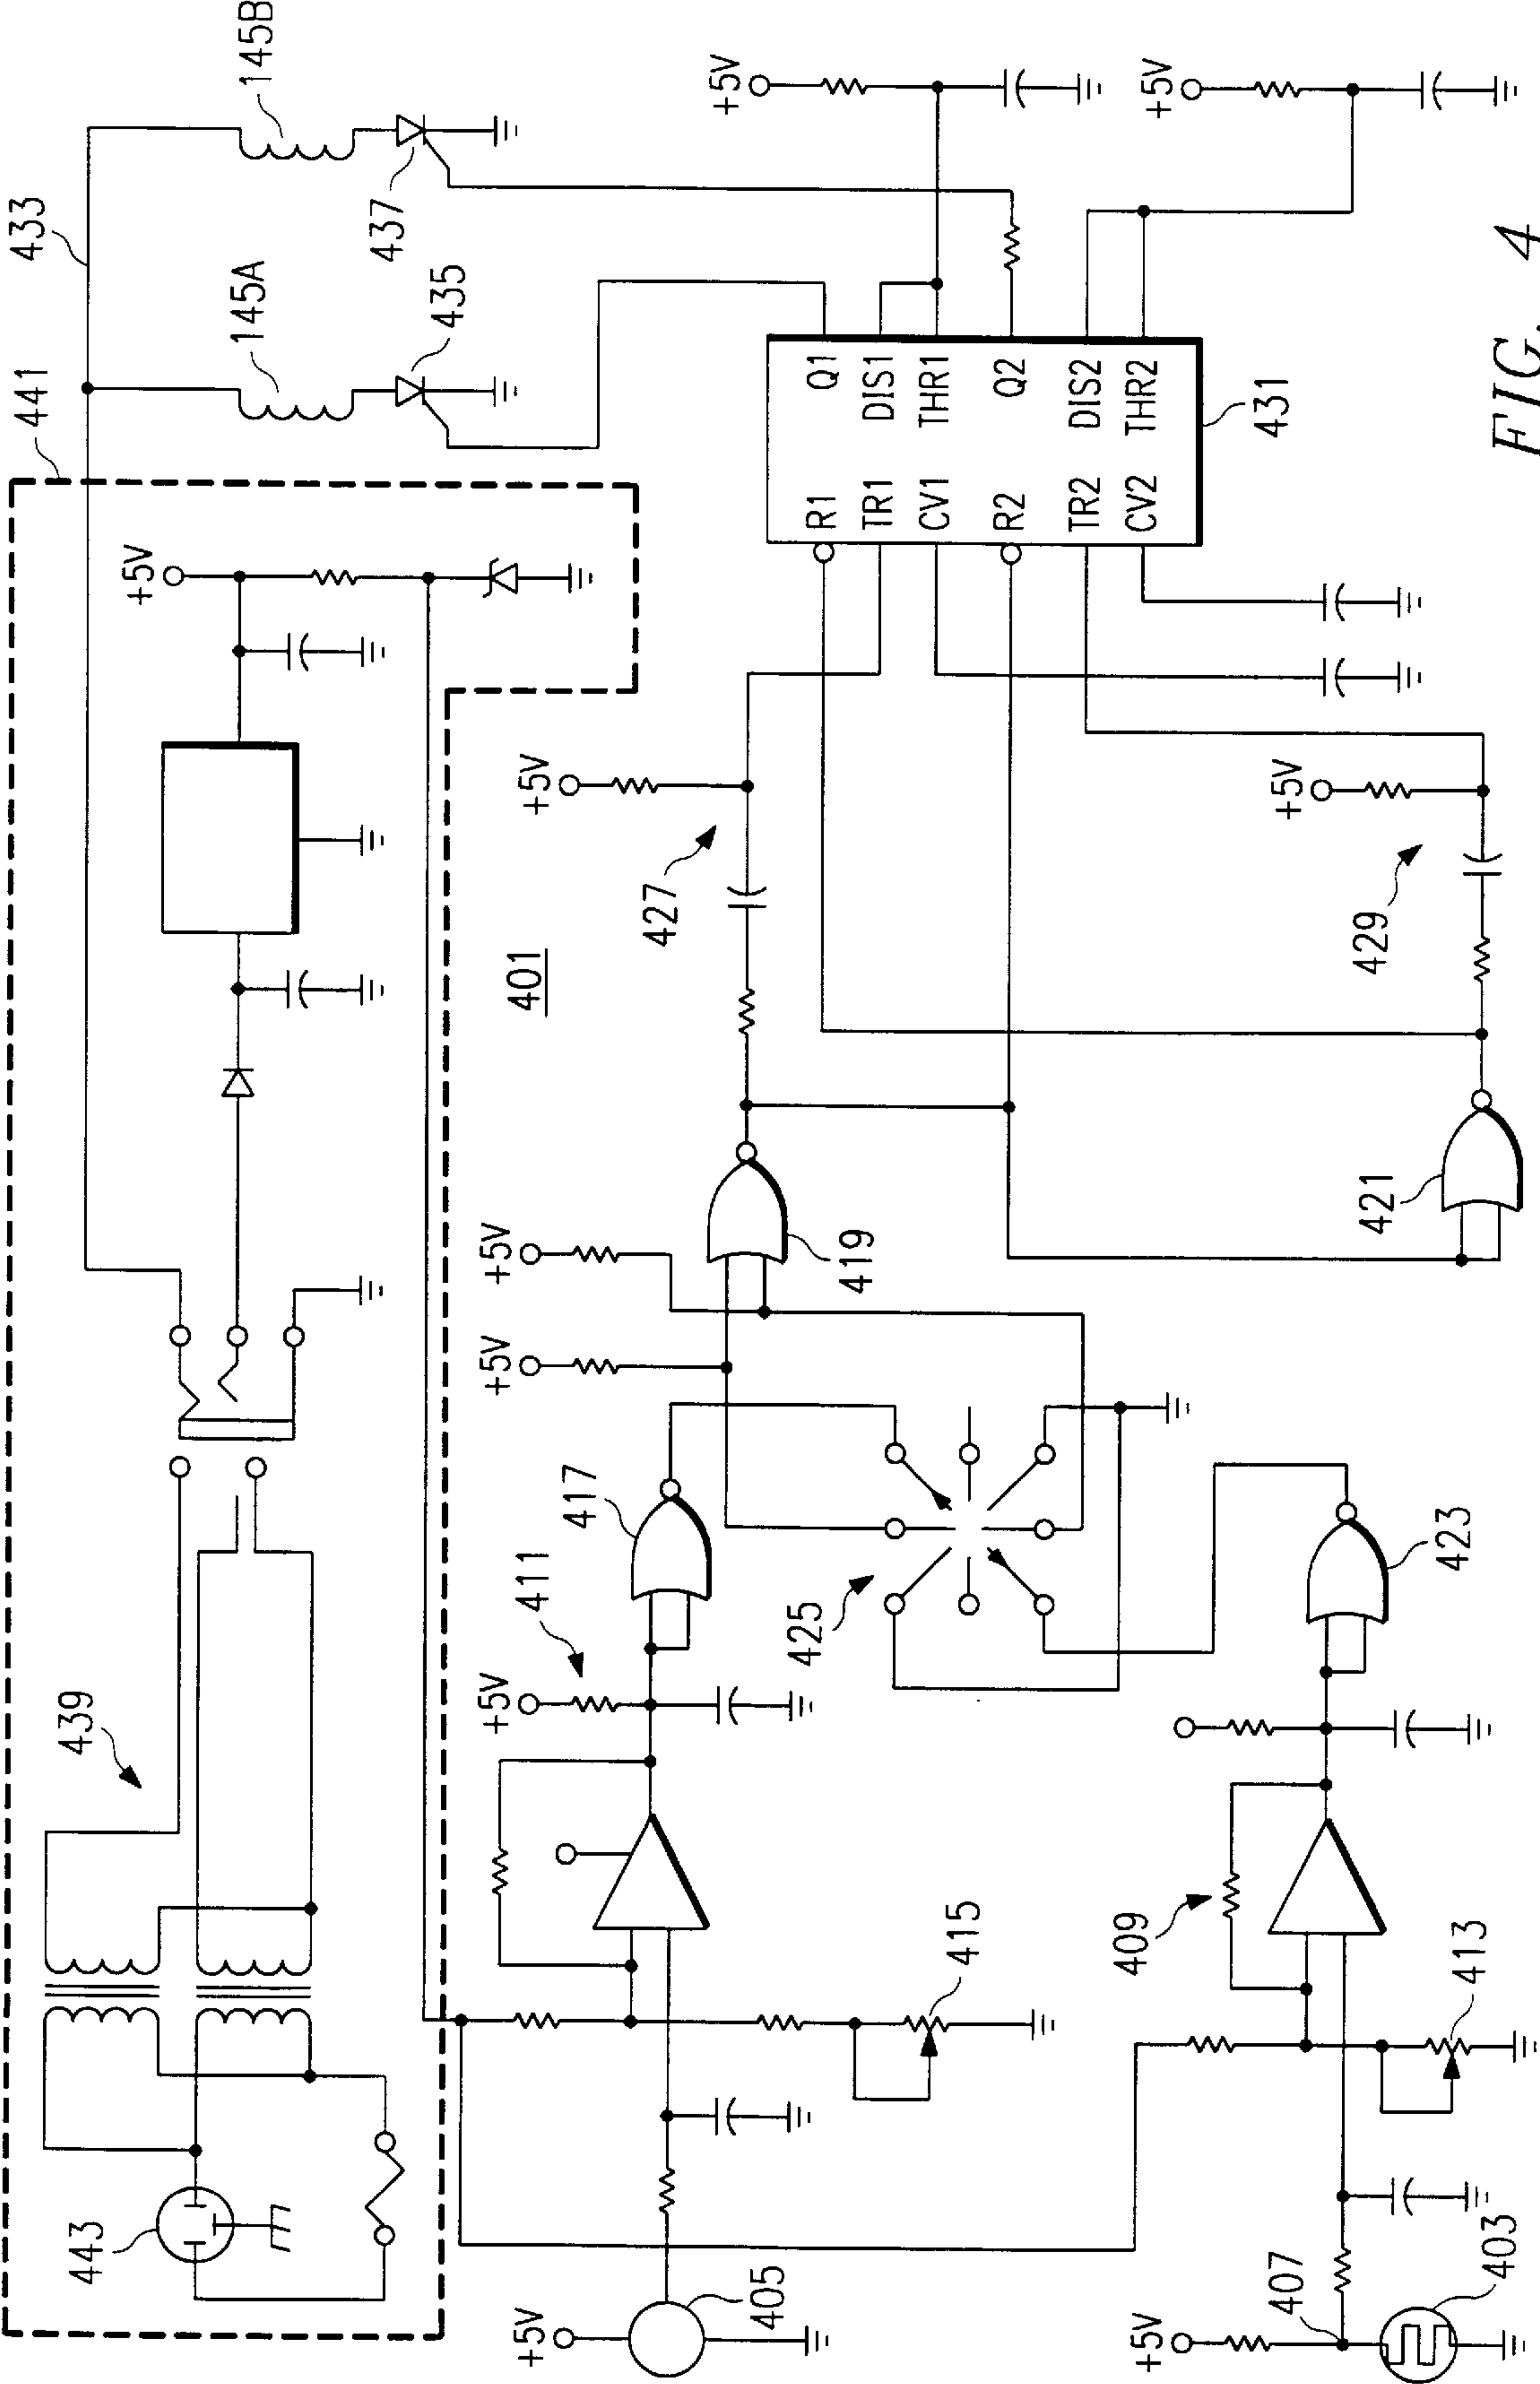 441
433
145A
145B
439
443
+5V
435
437
401
+5V
+5V
+5V
+5V
+5V
411
417
419
427
405
415
425
R1
TR1
CV1
R2
TR2
CV2
Q1
DIS1
THR1
Q2
DIS2
THR2
431
+5V
+5V
+5V
+5V
407
403
409
413
423
421
429
FIG. 4